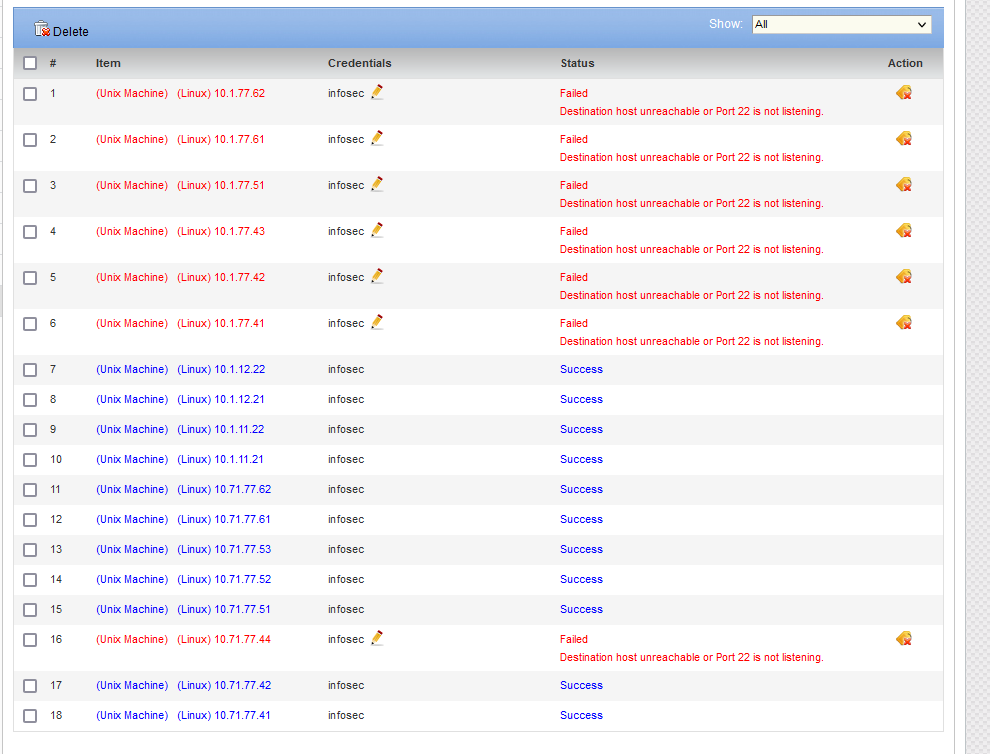 Delete
Show: All
# Item Credentials Status Action
1 (Unix Machine) (Linux) 10.1.77.62 infosec Failed
Destination host unreachable or Port 22 is not listening.
2 (Unix Machine) (Linux) 10.1.77.61 infosec Failed
Destination host unreachable or Port 22 is not listening.
3 (Unix Machine) (Linux) 10.1.77.51 infosec Failed
Destination host unreachable or Port 22 is not listening.
4 (Unix Machine) (Linux) 10.1.77.43 infosec Failed
Destination host unreachable or Port 22 is not listening.
5 (Unix Machine) (Linux) 10.1.77.42 infosec Failed
Destination host unreachable or Port 22 is not listening.
6 (Unix Machine) (Linux) 10.1.77.41 infosec Failed
Destination host unreachable or Port 22 is not listening.
7 (Unix Machine) (Linux) 10.1.12.22 infosec Success
8 (Unix Machine) (Linux) 10.1.12.21 infosec Success
9 (Unix Machine) (Linux) 10.1.11.22 infosec Success
10 (Unix Machine) (Linux) 10.1.11.21 infosec Success
11 (Unix Machine) (Linux) 10.71.77.62 infosec Success
12 (Unix Machine) (Linux) 10.71.77.61 infosec Success
13 (Unix Machine) (Linux) 10.71.77.53 infosec Success
14 (Unix Machine) (Linux) 10.71.77.52 infosec Success
15 (Unix Machine) (Linux) 10.71.77.51 infosec Success
16 (Unix Machine) (Linux) 10.71.77.44 infosec Failed
Destination host unreachable or Port 22 is not listening.
17 (Unix Machine) (Linux) 10.71.77.42 infosec Success
18 (Unix Machine) (Linux) 10.71.77.41 infosec Success